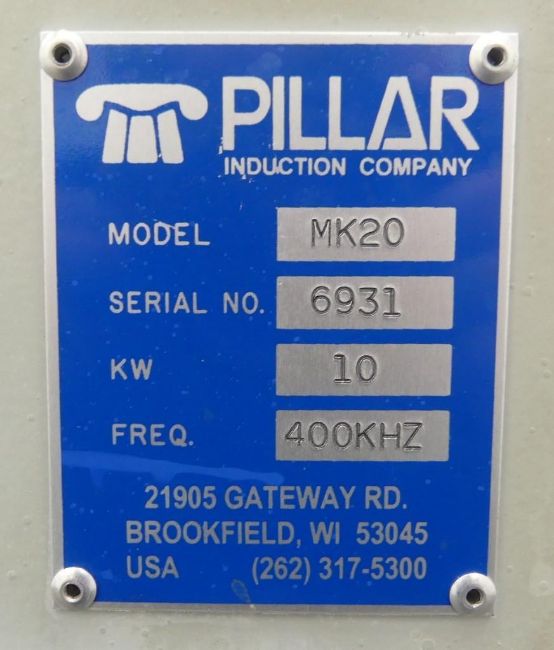 PILLAR
INDUCTION COMPANY
MODEL MK20
SERIAL NO. 6931
KW 10
FREQ. 400KHZ
21905 GATEWAY RD.
BROOKFIELD, WI 53045
USA (262) 317-5300